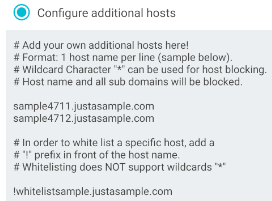 Configure additional hosts
# Add your own additional hosts here!
# Format: 1 host name per line (sample below).
# Wildcard Character "*" can be used for host blocking.
# Host name and all sub domains will be blocked.
sample4711.justasample.com
sample4712.justasample.com
# In order to white list a specific host, add a
# "!" prefix in front of the host name.
# Whitelisting does NOT support wildcards "*"
!whitelistsample.justasample.com